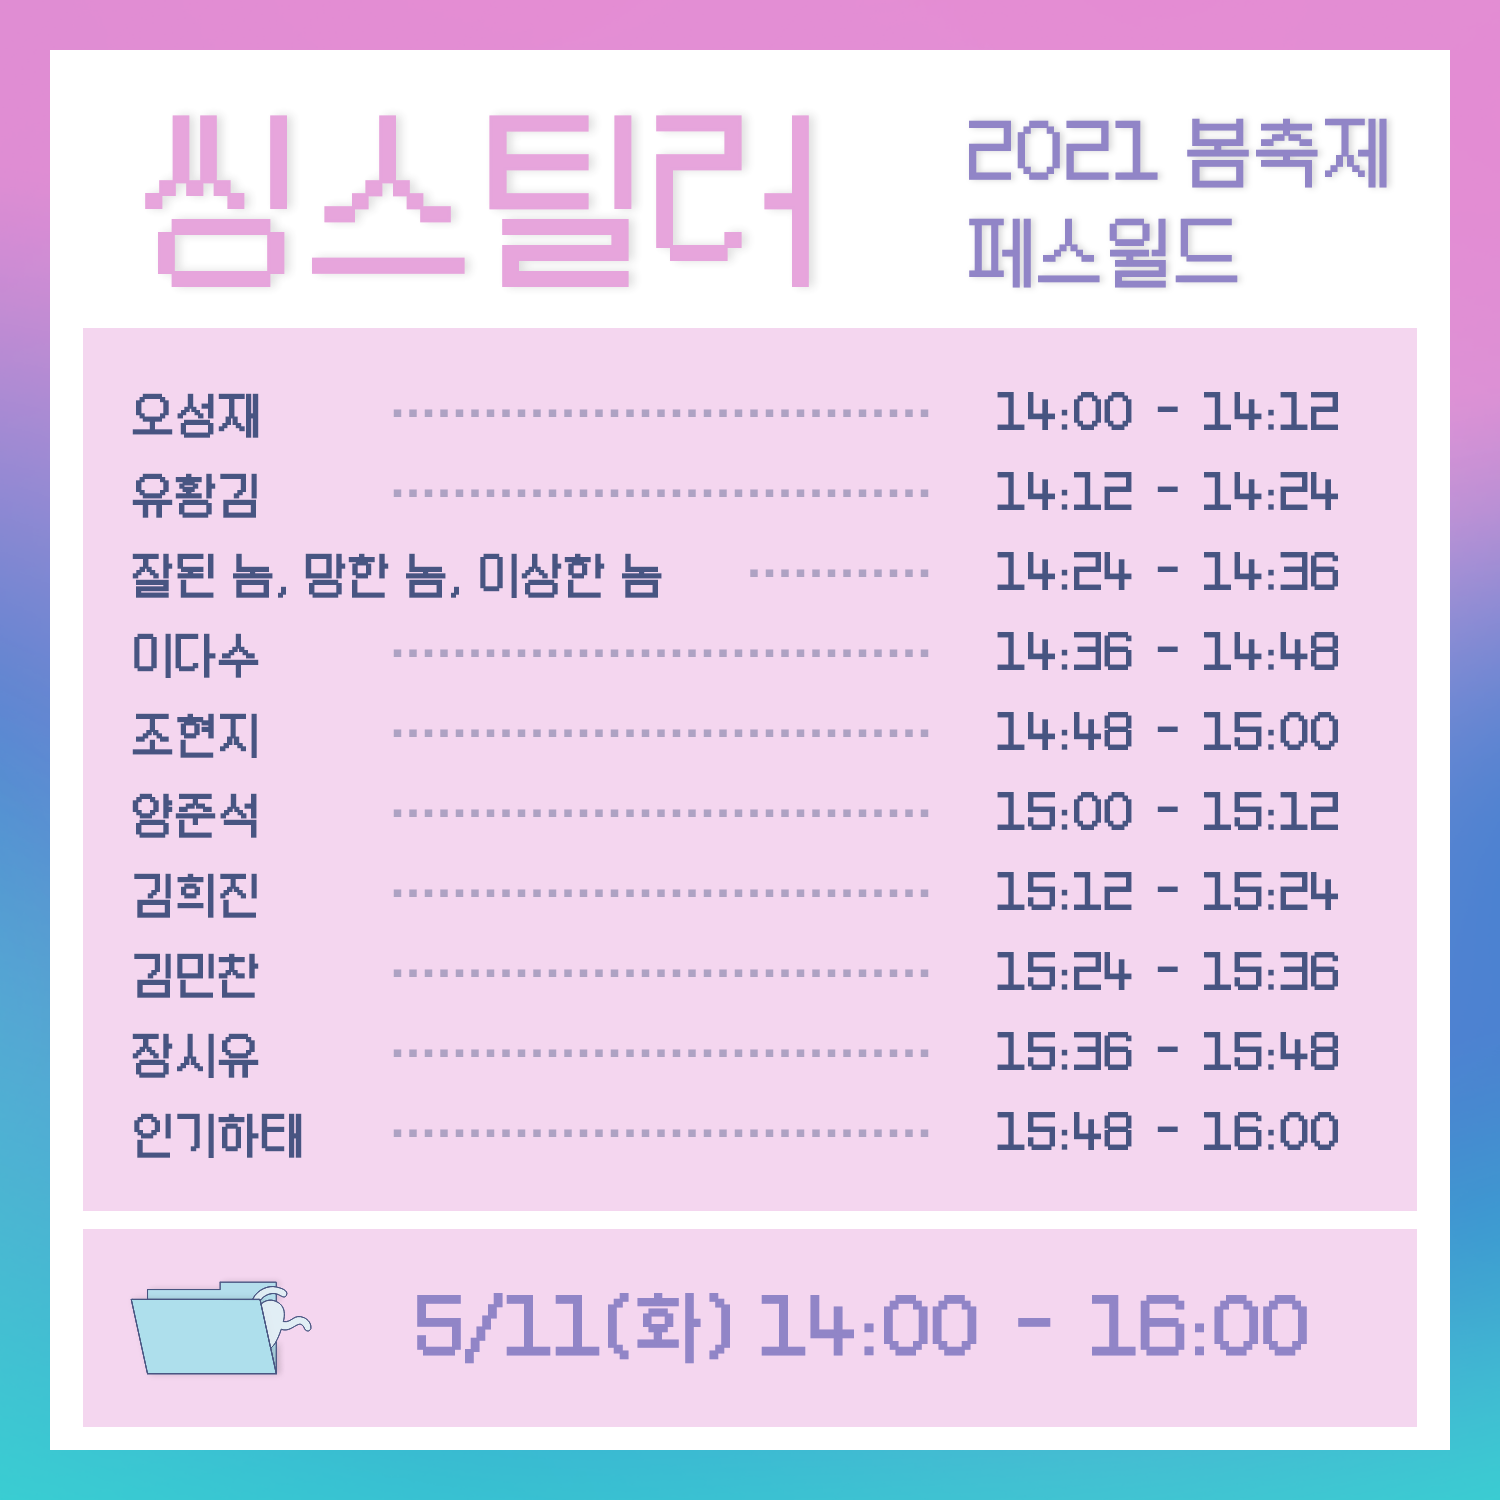 씸스틸러
2021 봄축제
페스월드
오성재 14:00 - 14:12
유황김 14:12 - 14:24
잘된 놈, 망한 놈, 이상한 놈 14:24 - 14:36
이다수 14:36 - 14:48
조현지 14:48 - 15:00
양준석 15:00 - 15:12
김희진 15:12 - 15:24
김민찬 15:24 - 15:36
장시유 15:36 - 15:48
인기하태 15:48 - 16:00
5/11(화) 14:00 - 16:00